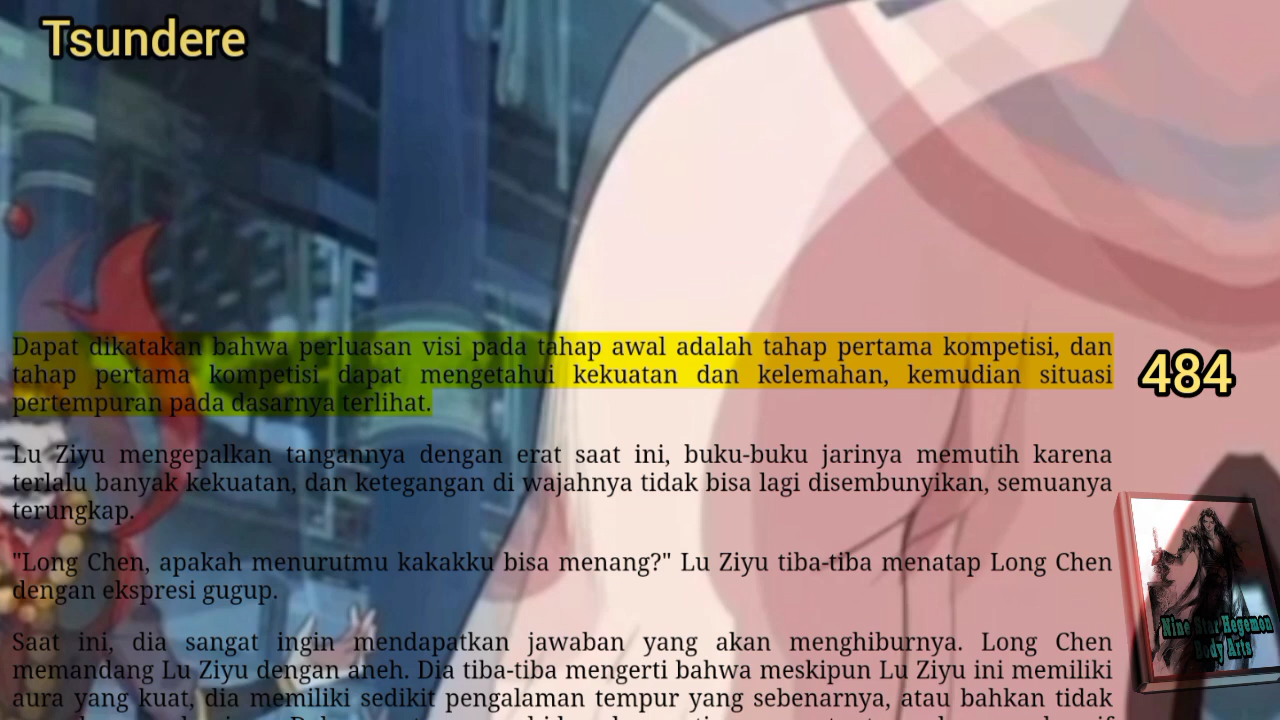 Tsundere
Dapat dikatakan bahwa perluasan visi pada tahap awal adalah tahap pertama kompetisi, dan
tahap pertama kompetisi dapat mengetahui kekuatan dan kelemahan, kemudian situasi
pertempuran pada dasarnya terlihat.
484
Lu Ziyu mengepalkan tangannya dengan erat saat ini, buku-buku jarinya memutih karena
terlalu banyak kekuatan, dan ketegangan di wajahnya tidak bisa lagi disembunyikan, semuanya
terungkap.
"Long Chen, apakah menurutmu kakakku bisa menang?" Lu Ziyu tiba-tiba menatap Long Chen
dengan ekspresi gugup.
Saat ini, dia sangat ingin mendapatkan jawaban yang akan menghiburnya. Long Chen
memandang Lu Ziyu dengan aneh. Dia tiba-tiba mengerti bahwa meskipun Lu Ziyu ini memiliki
aura yang kuat, dia memiliki sedikit pengalaman tempur yang sebenarnya, atau bahkan tidak
Nine Star Hegemon
Body Arts